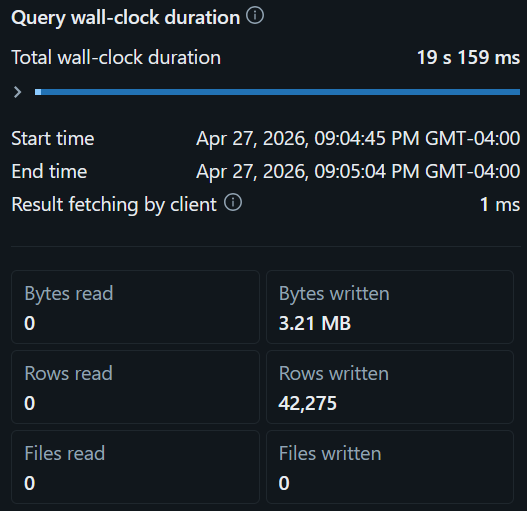 Query wall-clock duration
Total wall-clock duration 19 s 159 ms
Start time Apr 27, 2026, 09:04:45 PM GMT-04:00
End time Apr 27, 2026, 09:05:04 PM GMT-04:00
Result fetching by client 1 ms
Bytes read Bytes written
0 3.21 MB
Rows read Rows written
0 42,275
Files read Files written
0 0